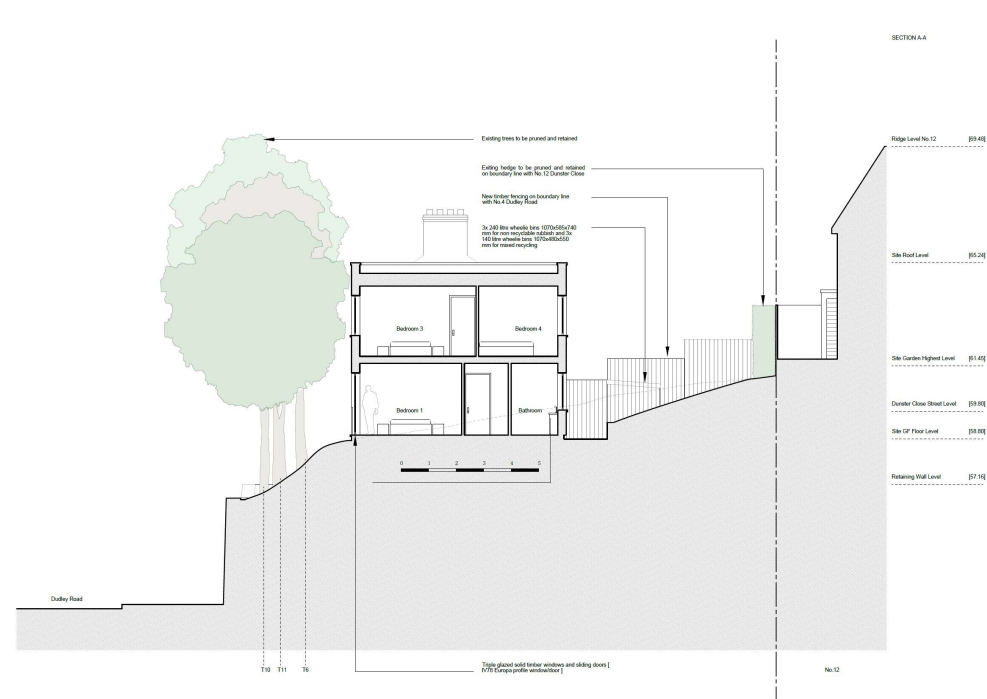 SECTION A-A
Existing trees to be pruned and retained
Ridge Level No.12 [69.48]
Exiting hedge to be pruned and retained
on boundary line with No.12 Dunster Close
New timber fencing on boundary line
with No.4 Dudley Road
3x 240 litre wheelie bins 1070x585x740
mm for non recyclable rubbish and 3x
140 litre wheelie bins 1070x480x550
mm for mixed recycling
Site Roof Level [65.24]
Bedroom 3
Bedroom 4
Site Garden Highest Level [61.45]
Dunster Close Street Level [59.80]
Bedroom 1
Bathroom
Site GF Floor Level [58.80]
0 1 2 3 4 5
Retaining Wall Level [57.16]
Dudley Road
Triple glazed solid timber windows and sliding doors [
IV78 Europa profile window/door ]
T10 T11 T6
No.12